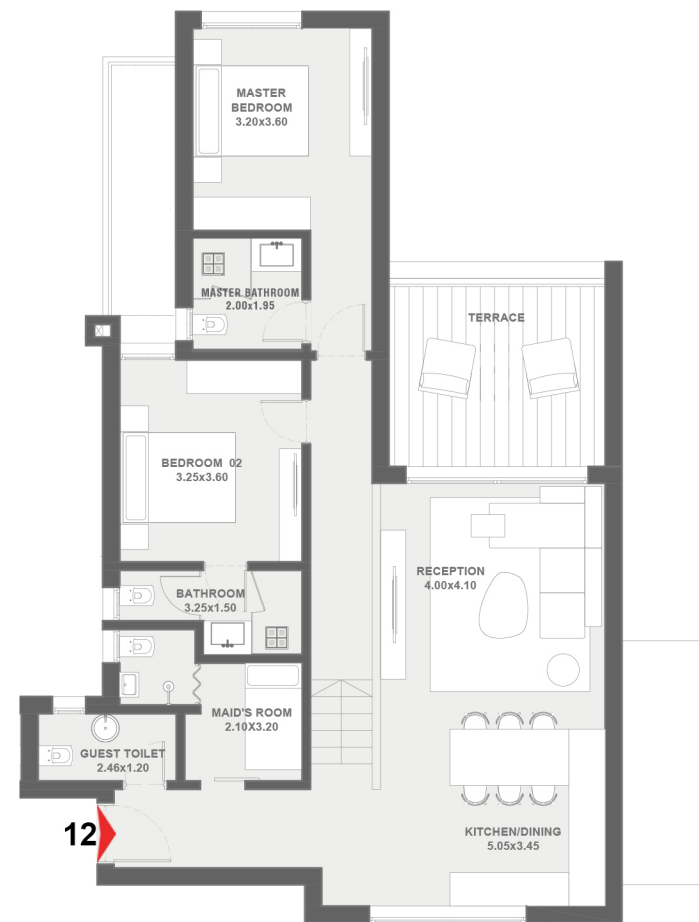 MASTER
BEDROOM
3.20x3.60
MASTER BATHROOM
2.00x1.95
TERRACE
BEDROOM 02
3.25x3.60
RECEPTION
4.00x4.10
BATHROOM
3.25x1.50
MAID'S ROOM
2.10X3.20
GUEST TOILET
2.46x1.20
12
KITCHEN/DINING
5.05x3.45